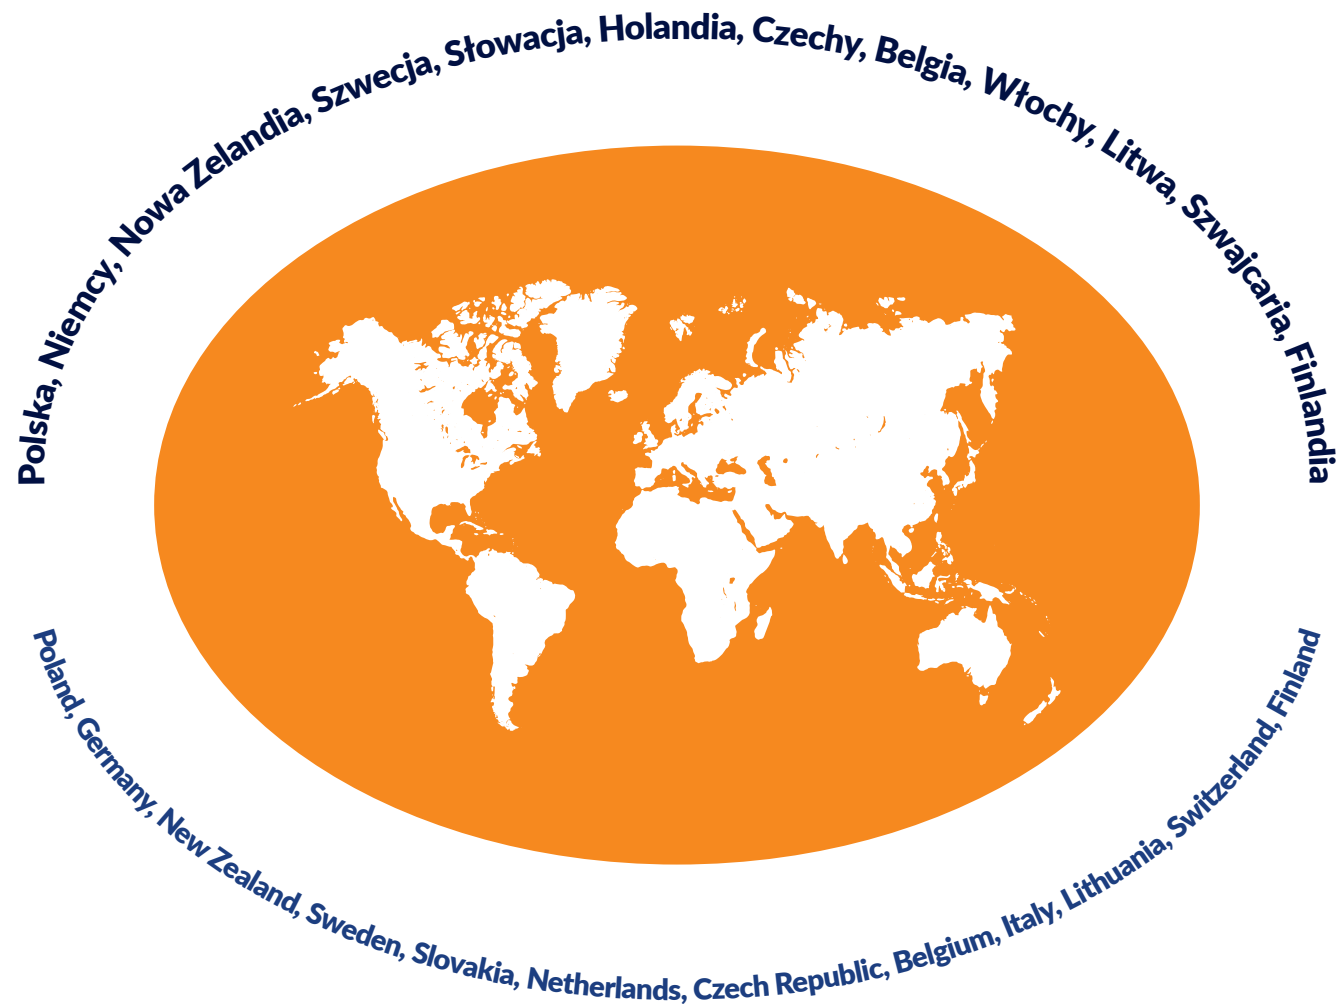 Polska, Niemcy, Nowa Zelandia, Szwecja, Słowacja, Holandia, Czechy, Belgia, Włochy, Litwa, Szwajcaria, Finlandia
Poland, Germany, New Zealand, Sweden, Slovakia, Netherlands, Czech Republic, Belgium, Italy, Lithuania, Switzerland, Finland